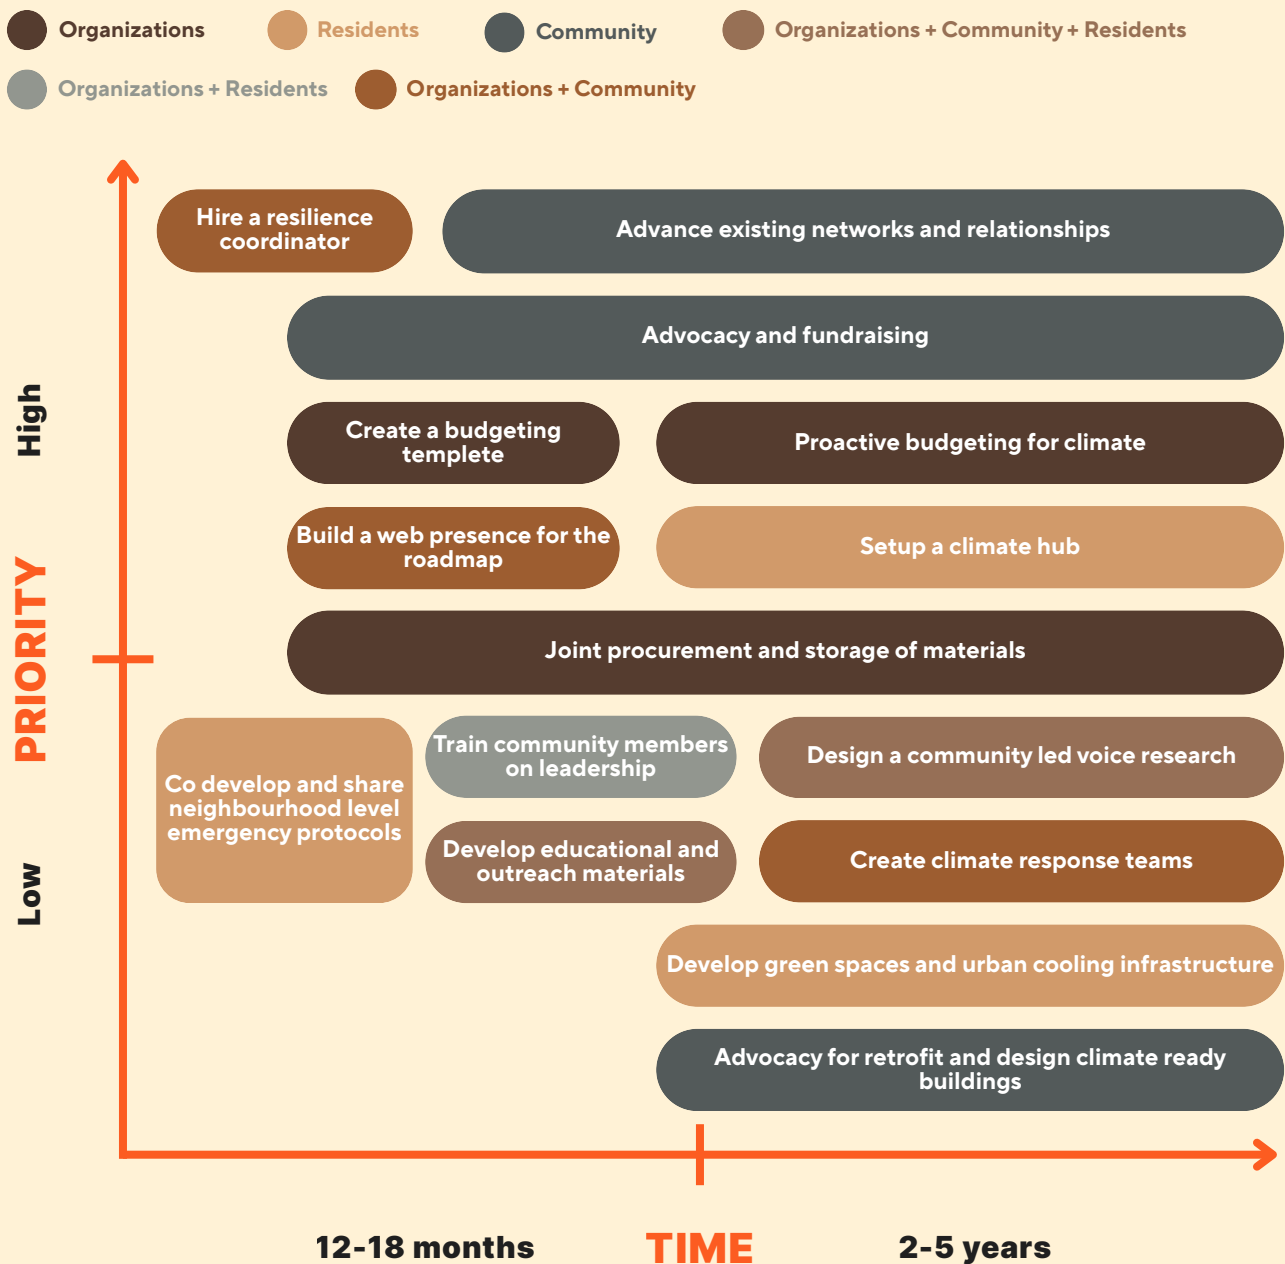 Organizations
Residents
Community
Organizations + Community + Residents
Organizations + Residents
Organizations + Community
Hire a resilience
coordinator
Advance existing networks and relationships
Advocacy and fundraising
High
Create a budgeting
templete
Proactive budgeting for climate
Build a web presence for the
roadmap
Setup a climate hub
PRIORITY
Joint procurement and storage of materials
Co develop and share
neighbourhood level
emergency protocols
Train community members
on leadership
Design a community led voice research
Low
Develop educational and
outreach materials
Create climate response teams
Develop green spaces and urban cooling infrastructure
Advocacy for retrofit and design climate ready
buildings
12-18 months
TIME
2-5 years